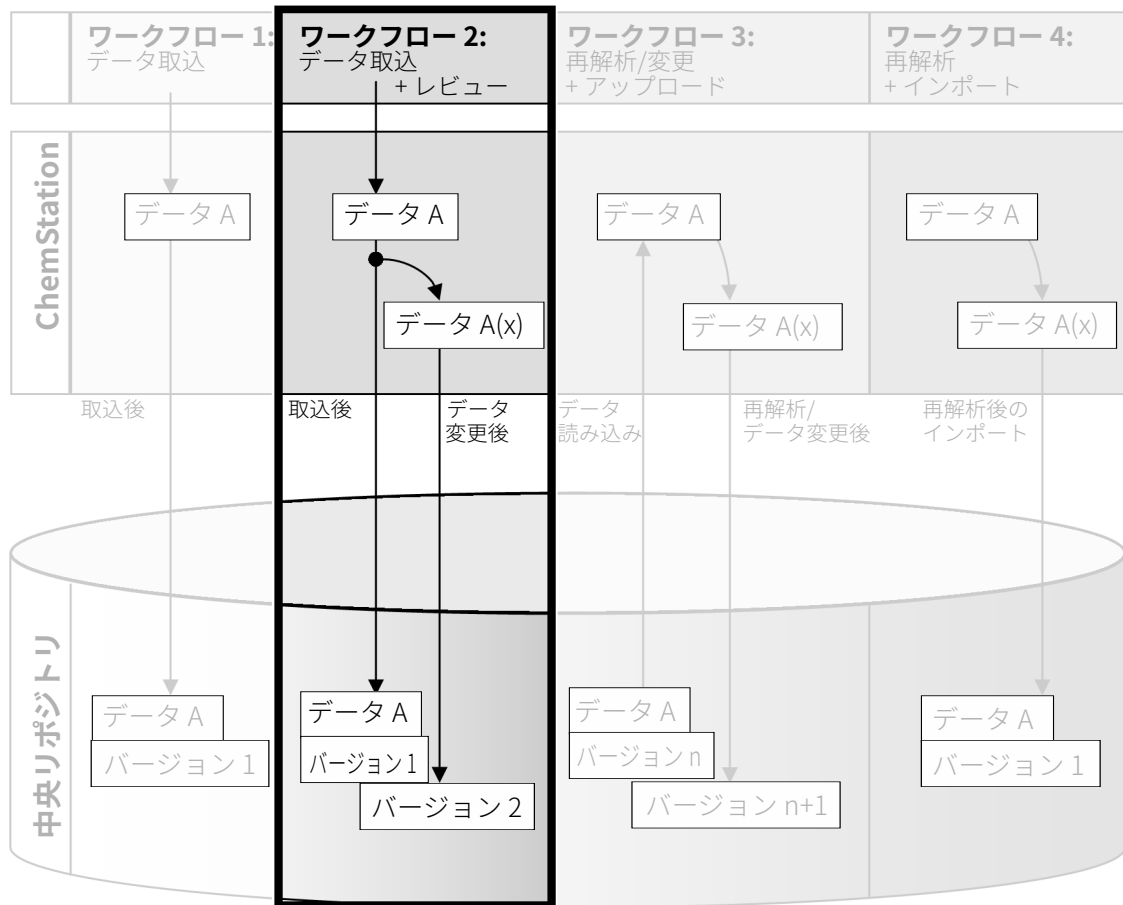 ワークフロー 1:
データ取込
ワークフロー 2:
データ取込
+ レビュー
ワークフロー 3:
再解析/変更
+ アップロード
ワークフロー 4:
再解析
+ インポート
ChemStation
データ A
データ A
データ A(x)
データ A
データ A(x)
データ A
データ A(x)
取込後
取込後
データ
変更後
データ
読み込み
再解析/
データ変更後
再解析後の
インポート
中央リポジトリ
データ A
バージョン 1
データ A
バージョン 1
バージョン 2
データ A
バージョン n
バージョン n+1
データ A
バージョン 1